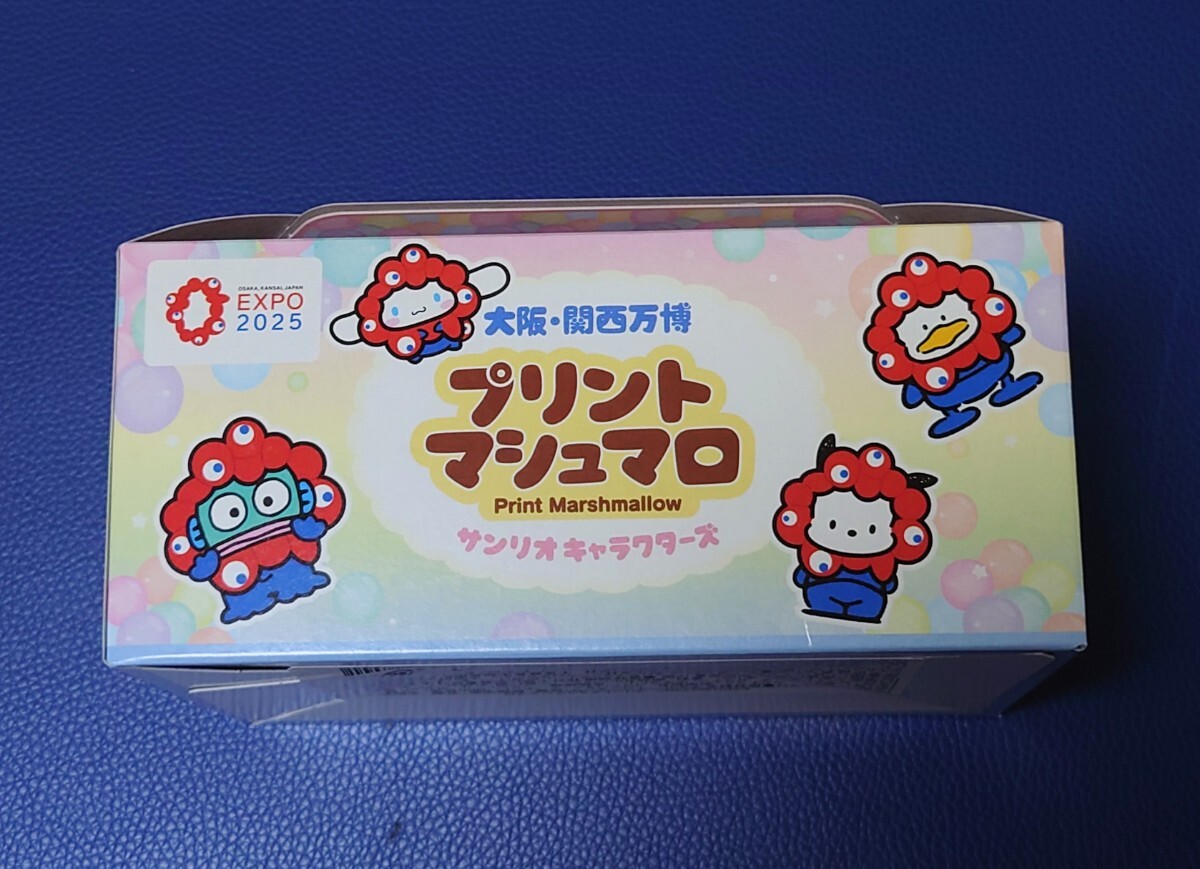 OSAKA, KANSAI, JAPAN
EXPO
2025
大阪・関西万博
プリント
マシュマロ
Print Marshmallow
サンリオキャラクターズ